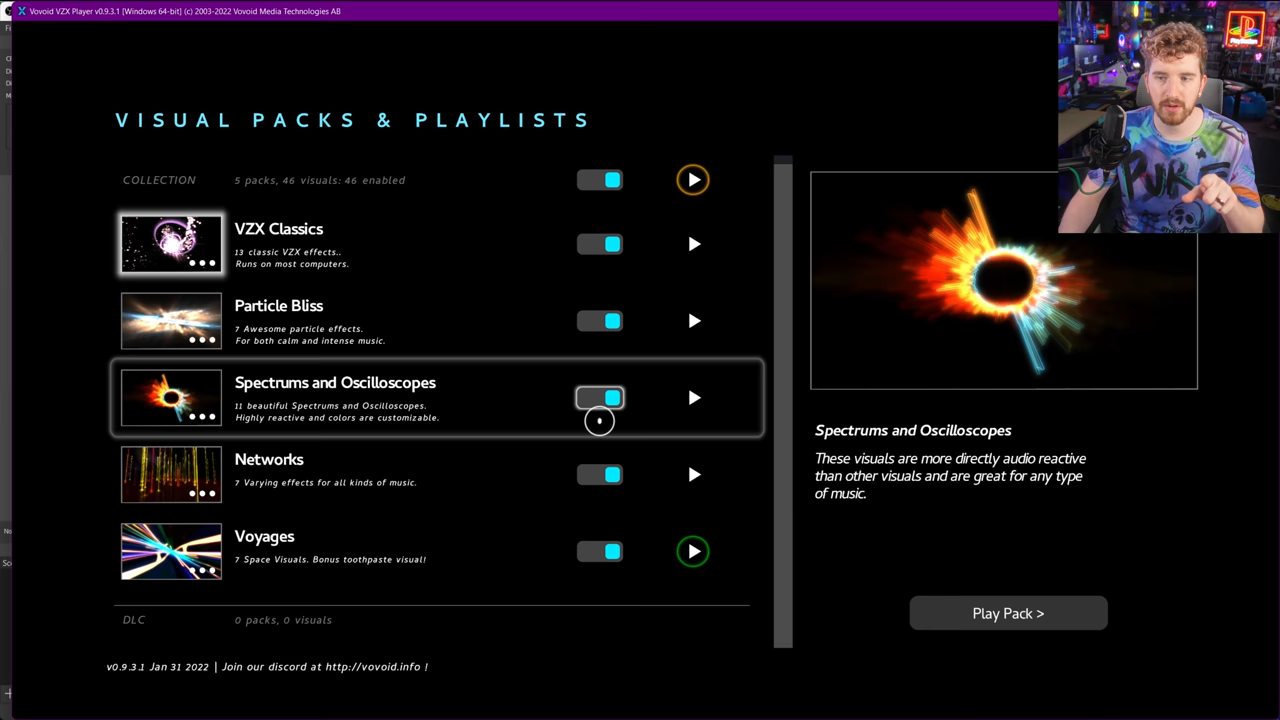 Vovoid VZX Player v0.9.3.1 [Windows 64-bit] (c) 2003-2022 Vovoid Media Technologies AB
VISUAL PACKS & PLAYLISTS
COLLECTION 5 packs, 46 visuals: 46 enabled
VZX Classics
13 classic VZX effects..
Runs on most computers.
Particle Bliss
7 Awesome particle effects.
For both calm and intense music.
Spectrums and Oscilloscopes
11 beautiful Spectrums and Oscilloscopes.
Highly reactive and colors are customizable.
Networks
7 Varying effects for all kinds of music.
Voyages
7 Space Visuals. Bonus toothpaste visual!
DLC 0 packs, 0 visuals
v0.9.3.1 Jan 31 2022 | Join our discord at http://vovoid.info !
Spectrums and Oscilloscopes
These visuals are more directly audio reactive
than other visuals and are great for any type
of music.
Play Pack >